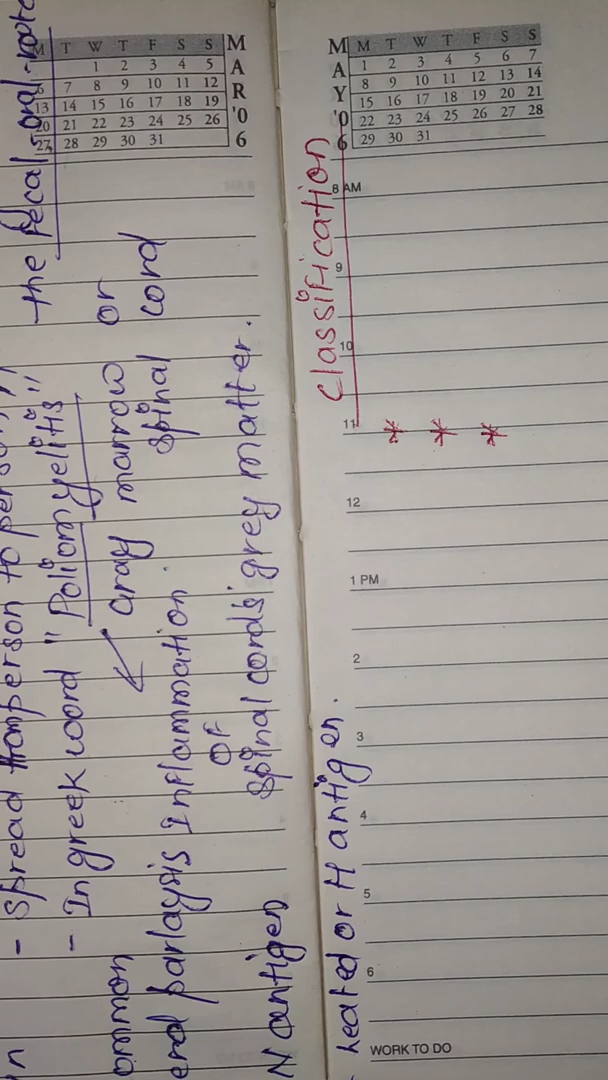 the fecal-oral-route
- Spread from person to person
- In greek word "Poliomyelitis"
Gray marrow or
Spinal cord
ommon
end parlaysis Inflammation
OF
Spinal cords' grey matter.
N antigen
heated or H antigen.
Classification
* * *
MAR '06
M T W T F S S
1 2 3 4 5
7 8 9 10 11 12
13 14 15 16 17 18 19
20 21 22 23 24 25 26
27 28 29 30 31
MAY '06
M T W T F S S
1 2 3 4 5 6 7
8 9 10 11 12 13 14
15 16 17 18 19 20 21
22 23 24 25 26 27 28
29 30 31
8 AM
9
10
11
12
1 PM
2
3
4
5
6
WORK TO DO